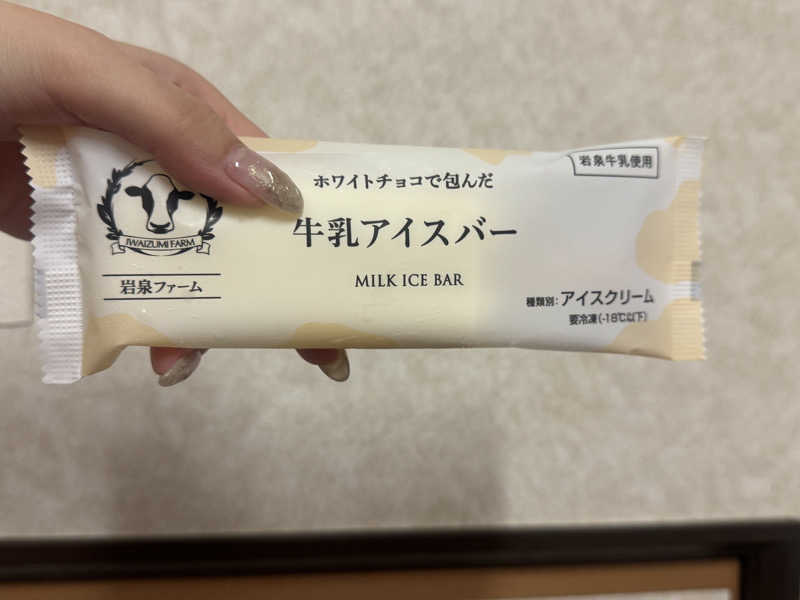 岩泉牛乳使用
ホワイトチョコで包んだ
牛乳アイスバー
MILK ICE BAR
IWAIZUMI FARM
岩泉ファーム
種類別:アイスクリーム
要冷凍(-18℃以下)